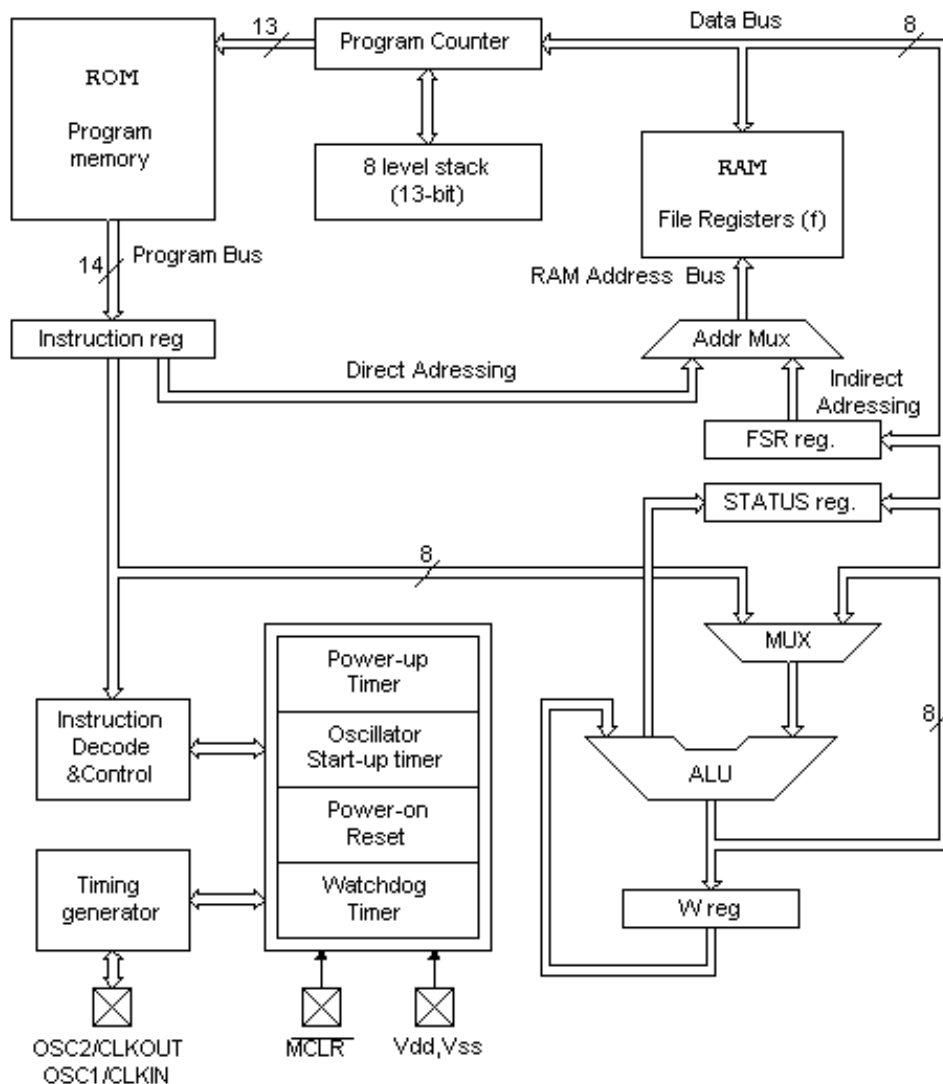 13
Program Counter
Data Bus
8
ROM
Program
memory
8 level stack
(13-bit)
RAM
File Registers (f)
14
Program Bus
RAM Address Bus
Instruction reg
Addr Mux
Direct Adressing
Indirect
Adressing
FSR reg.
STATUS reg.
8
MUX
Power-up
Timer
Instruction
Decode
&Control
Oscillator
Start-up timer
8
ALU
Power-on
Reset
Timing
generator
Watchdog
Timer
W reg
OSC2/CLKOUT
OSC1/CLKIN
MCLR
Vdd,Vss